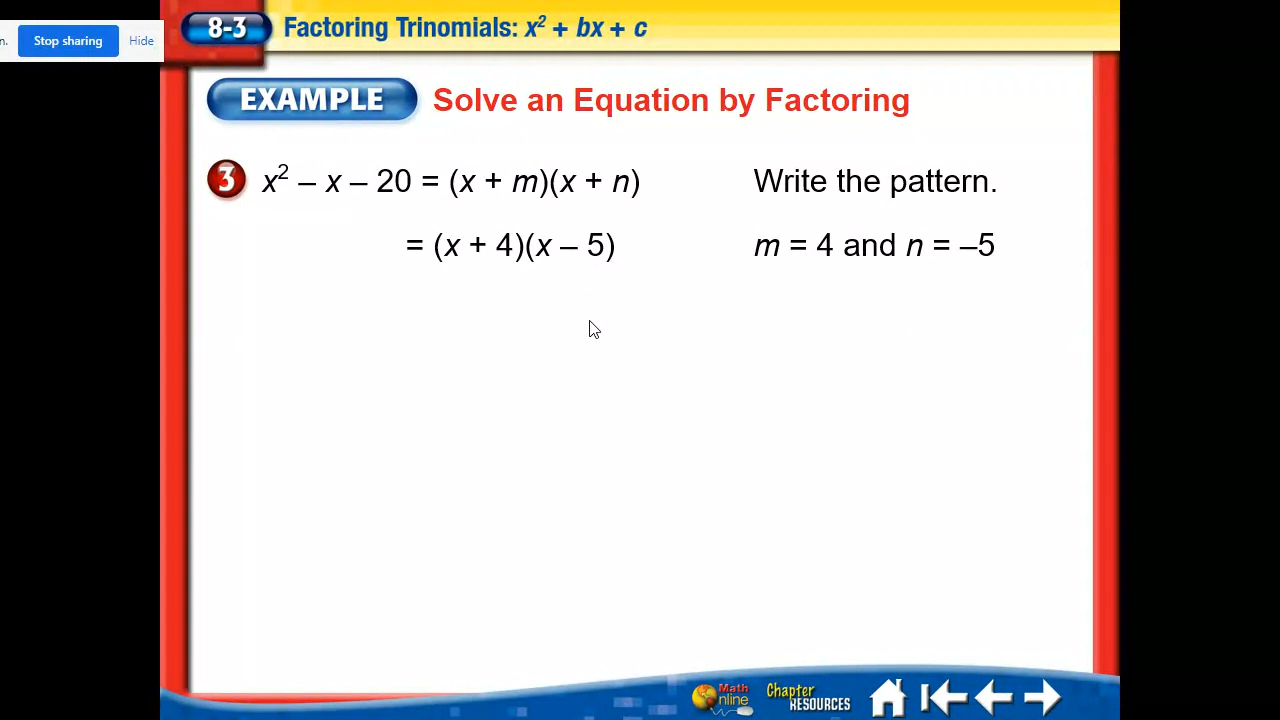 n. Stop sharing Hide
8-3 Factoring Trinomials: x² + bx + c
EXAMPLE Solve an Equation by Factoring
3 x² – x – 20 = (x + m)(x + n) Write the pattern.
= (x + 4)(x – 5) m = 4 and n = –5
Math Online
Chapter RESOURCES